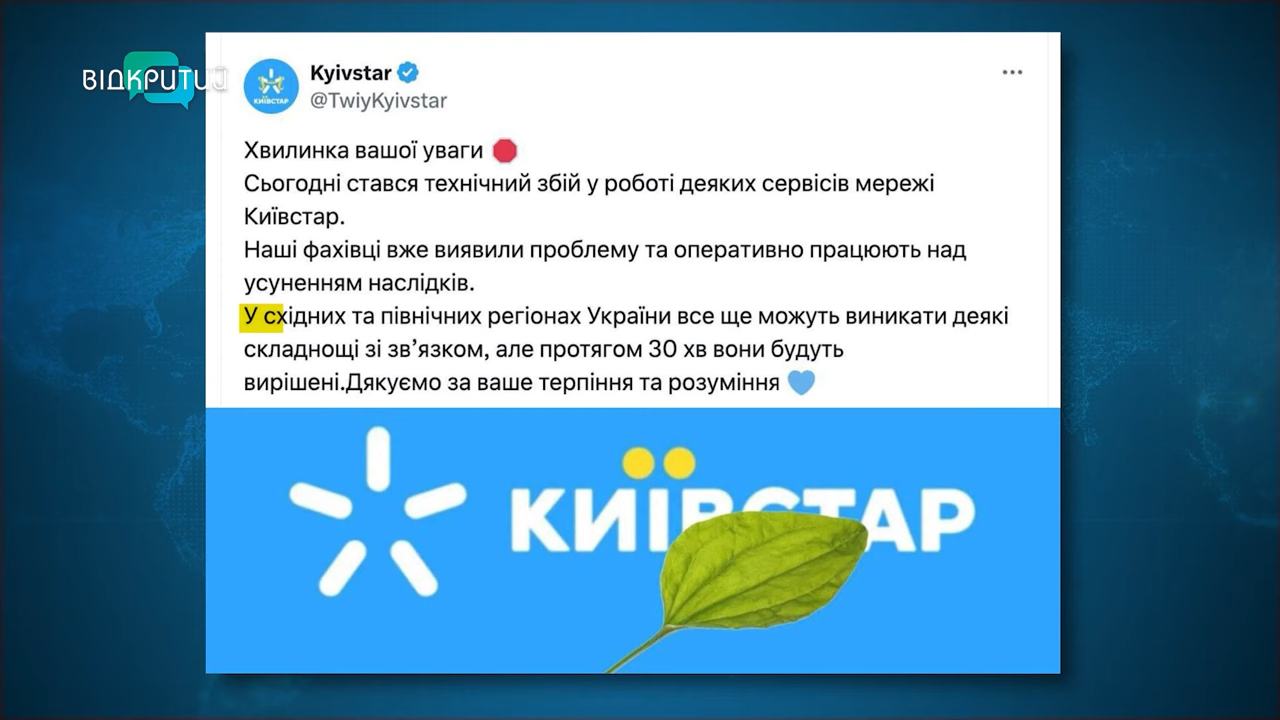 ВІДКРИТИЙ
Kyivstar
@TwiyKyivstar
КИЇВСТАР
Хвилинка вашої уваги
Сьогодні стався технічний збій у роботі деяких сервісів мережі
Київстар.
Наші фахівці вже виявили проблему та оперативно працюють над
усуненням наслідків.
У східних та північних регіонах України все ще можуть виникати деякі
складнощі зі зв’язком, але протягом 30 хв вони будуть
вирішені.Дякуємо за ваше терпіння та розуміння
КИЇВСТАР